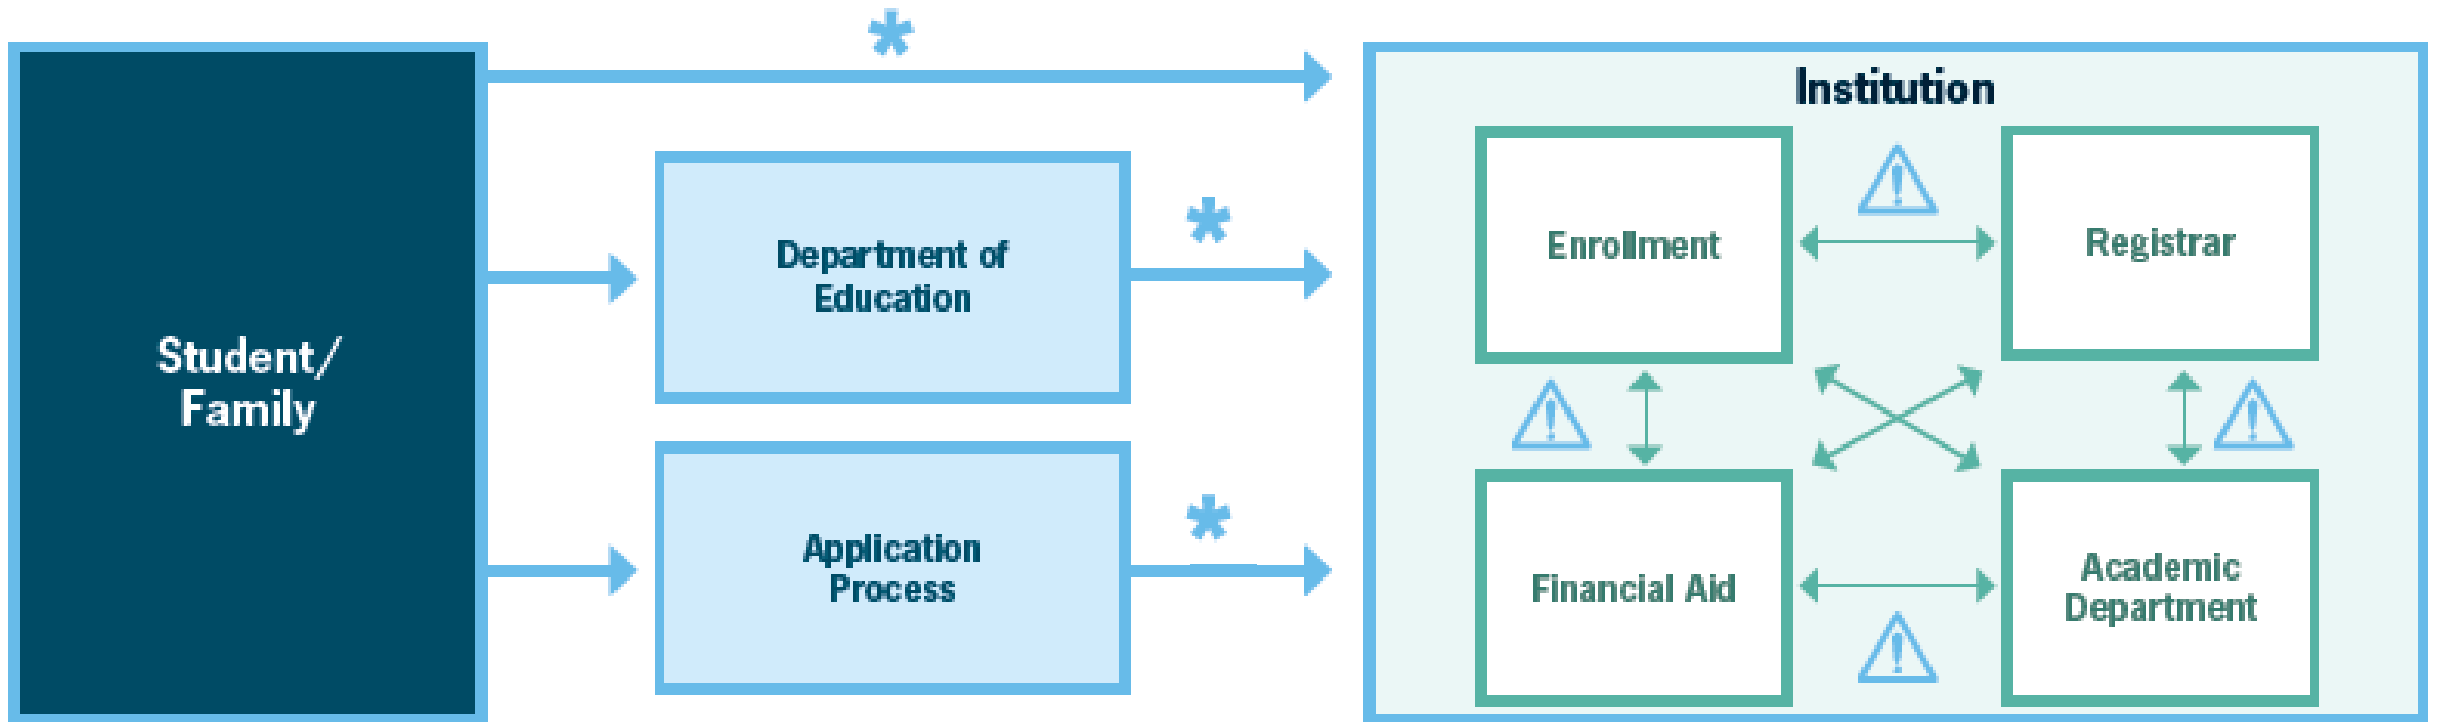 *
Institution
Student/
Family
Department of
Education
*
Application
Process
*
Enrollment
Registrar
Financial Aid
Academic
Department